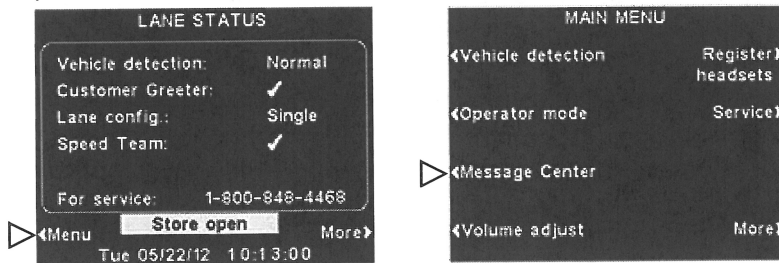 LANE STATUS
Vehicle detection: Normal
Customer Greeter: ✓
Lane config.: Single
Speed Team: ✓
For service: 1-800-848-4468
Store open
Menu More
Tue 05/22/12 10:13:00
MAIN MENU
Vehicle detection Register
headsets
Operator mode Service
Message Center
Volume adjust More